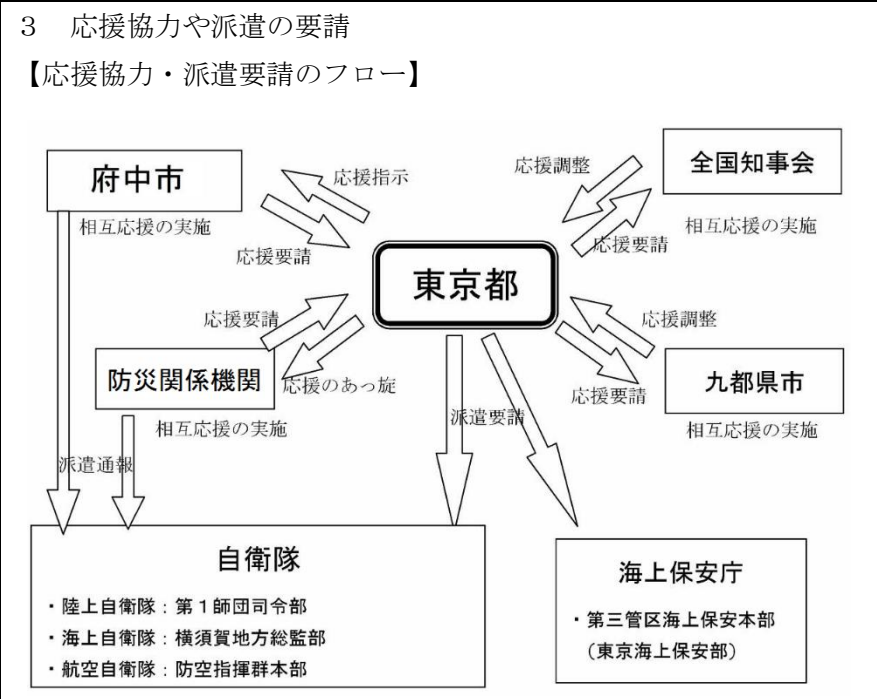 ３　応援協力や派遣の要請
【応援協力・派遣要請のフロー】
府中市
相互応援の実施
応援指示
応援要請
全国知事会
相互応援の実施
応援調整
応援要請
東京都
応援要請
応援のあっ旋
防災関係機関
相互応援の実施
応援調整
応援要請
九都県市
相互応援の実施
派遣通報
派遣要請
自衛隊
・陸上自衛隊：第１師団司令部
・海上自衛隊：横須賀地方総監部
・航空自衛隊：防空指揮群本部
海上保安庁
・第三管区海上保安本部
（東京海上保安部）